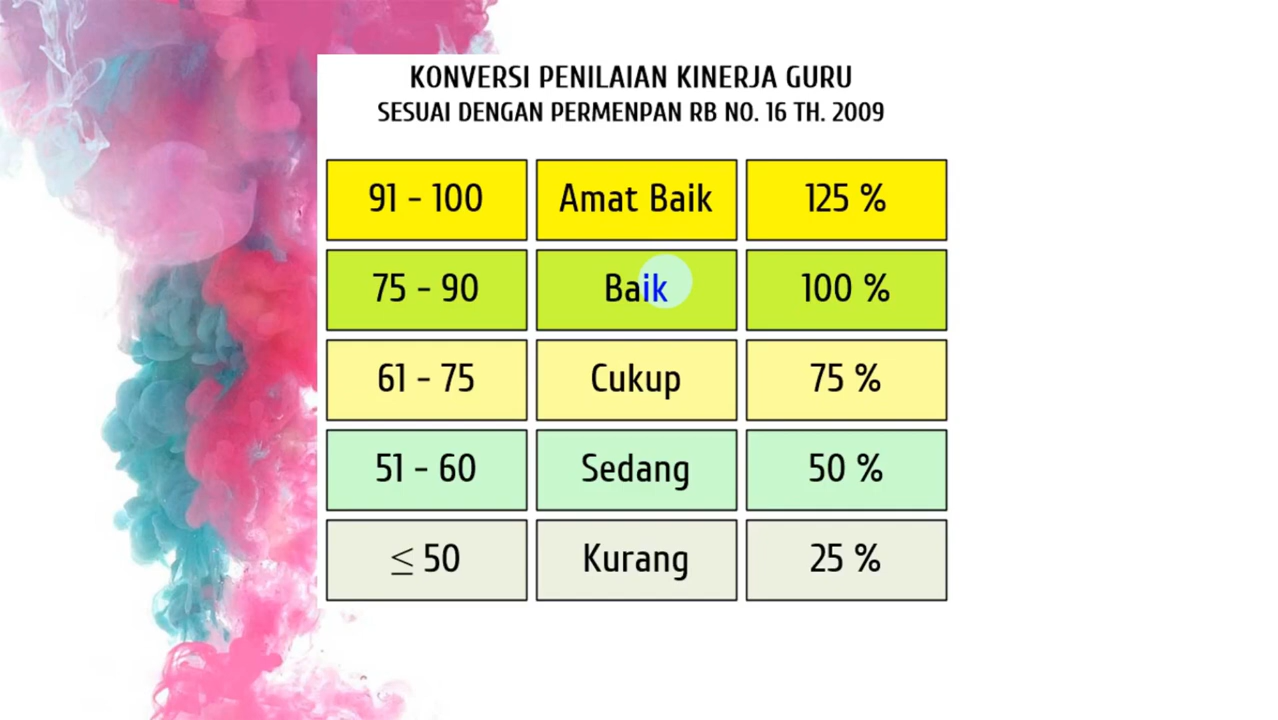 KONVERSI PENILAIAN KINERJA GURU
SESUAI DENGAN PERMENPAN RB NO. 16 TH. 2009
91 - 100 Amat Baik 125 %
75 - 90 Baik 100 %
61 - 75 Cukup 75 %
51 - 60 Sedang 50 %
≤ 50 Kurang 25 %